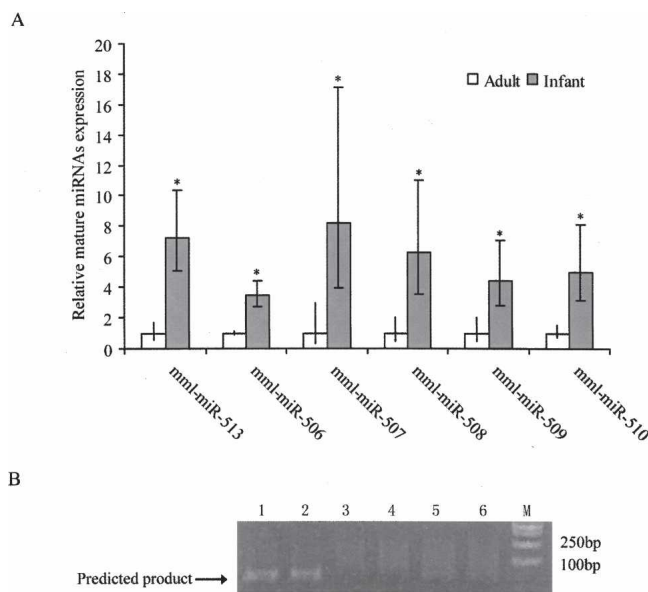 A
Relative mature miRNAs expression
20
18
16
14
12
10
8
6
4
2
0
Adult Infant
* * * * * *
mml-miR-513 mml-miR-506 mml-miR-507 mml-miR-508 mml-miR-509 mml-miR-510
B
1 2 3 4 5 6 M
250bp
100bp
Predicted product